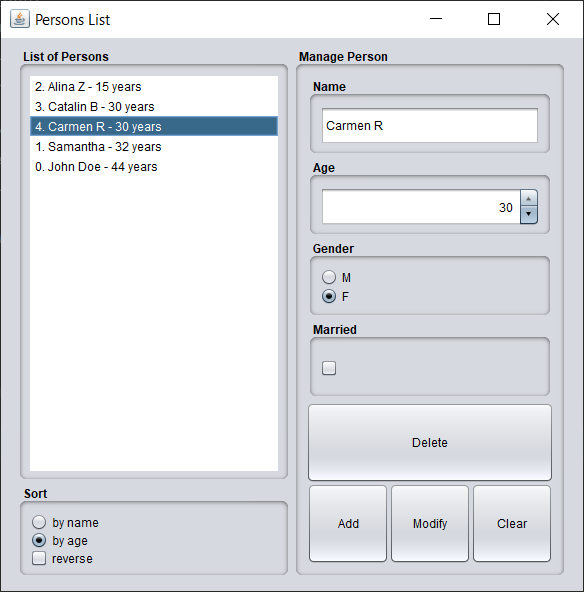 Persons List
List of Persons
2. Alina Z - 15 years
3. Catalin B - 30 years
4. Carmen R - 30 years
1. Samantha - 32 years
0. John Doe - 44 years
Sort
by name
by age
reverse
Manage Person
Name
Carmen R
Age
30
Gender
M
F
Married
Delete
Add Modify Clear